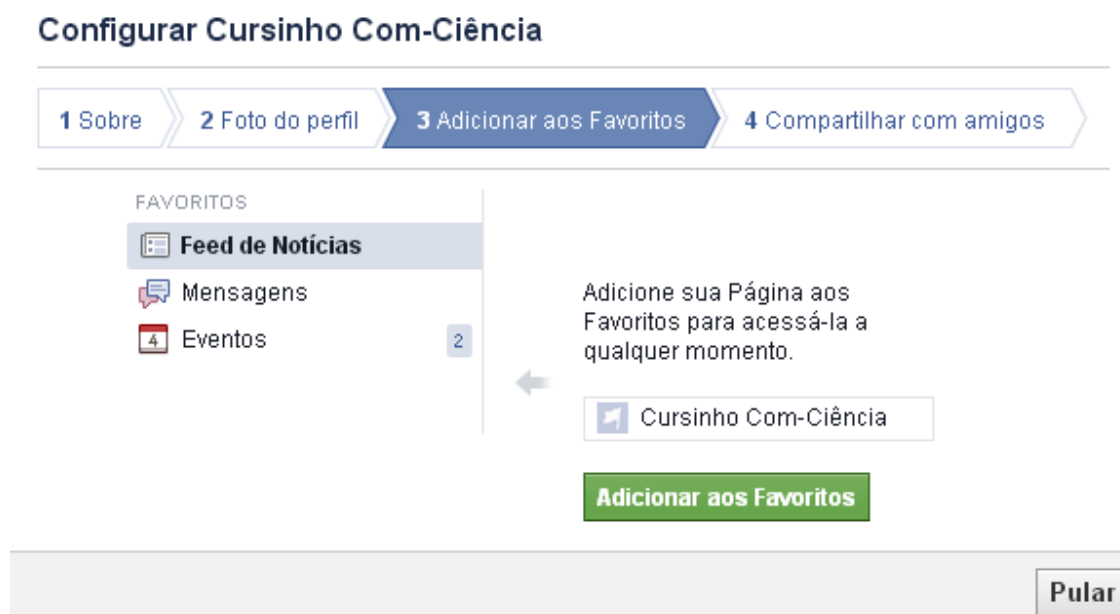 Configurar Cursinho Com-Ciência
1 Sobre 2 Foto do perfil 3 Adicionar aos Favoritos 4 Compartilhar com amigos
FAVORITOS
Feed de Notícias
Mensagens
4 Eventos 2
Adicione sua Página aos
Favoritos para acessá-la a
qualquer momento.
Cursinho Com-Ciência
Adicionar aos Favoritos
Pular